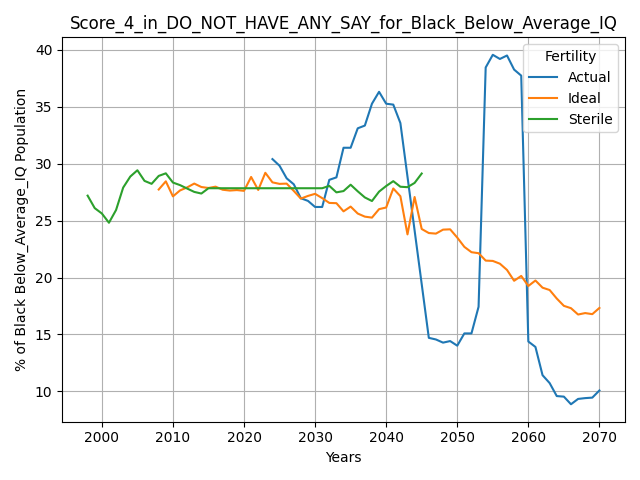 Score_4_in_DO_NOT_HAVE_ANY_SAY_for_Black_Below_Average_IQ
Fertility
Actual
Ideal
Sterile
% of Black Below_Average_IQ Population
40
35
30
25
20
15
10
2000 2010 2020 2030 2040 2050 2060 2070
Years